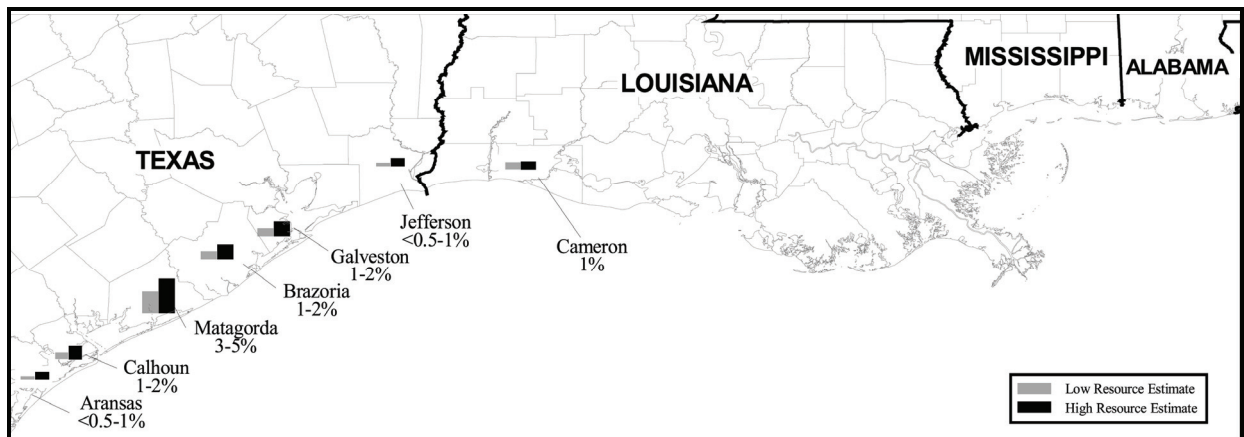 MISSISSIPPI
ALABAMA
LOUISIANA
TEXAS
Jefferson
<0.5-1%
Cameron
1%
Galveston
1-2%
Brazoria
1-2%
Matagorda
3-5%
Calhoun
1-2%
Aransas
<0.5-1%
Low Resource Estimate
High Resource Estimate